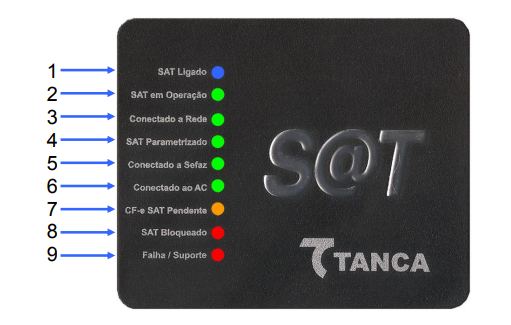 1 SAT Ligado
2 SAT em Operação
3 Conectado a Rede
4 SAT Parametrizado
5 Conectado a Sefaz
6 Conectado ao AC
7 CF-e SAT Pendente
8 SAT Bloqueado
9 Falha / Suporte
S@T
TANCA